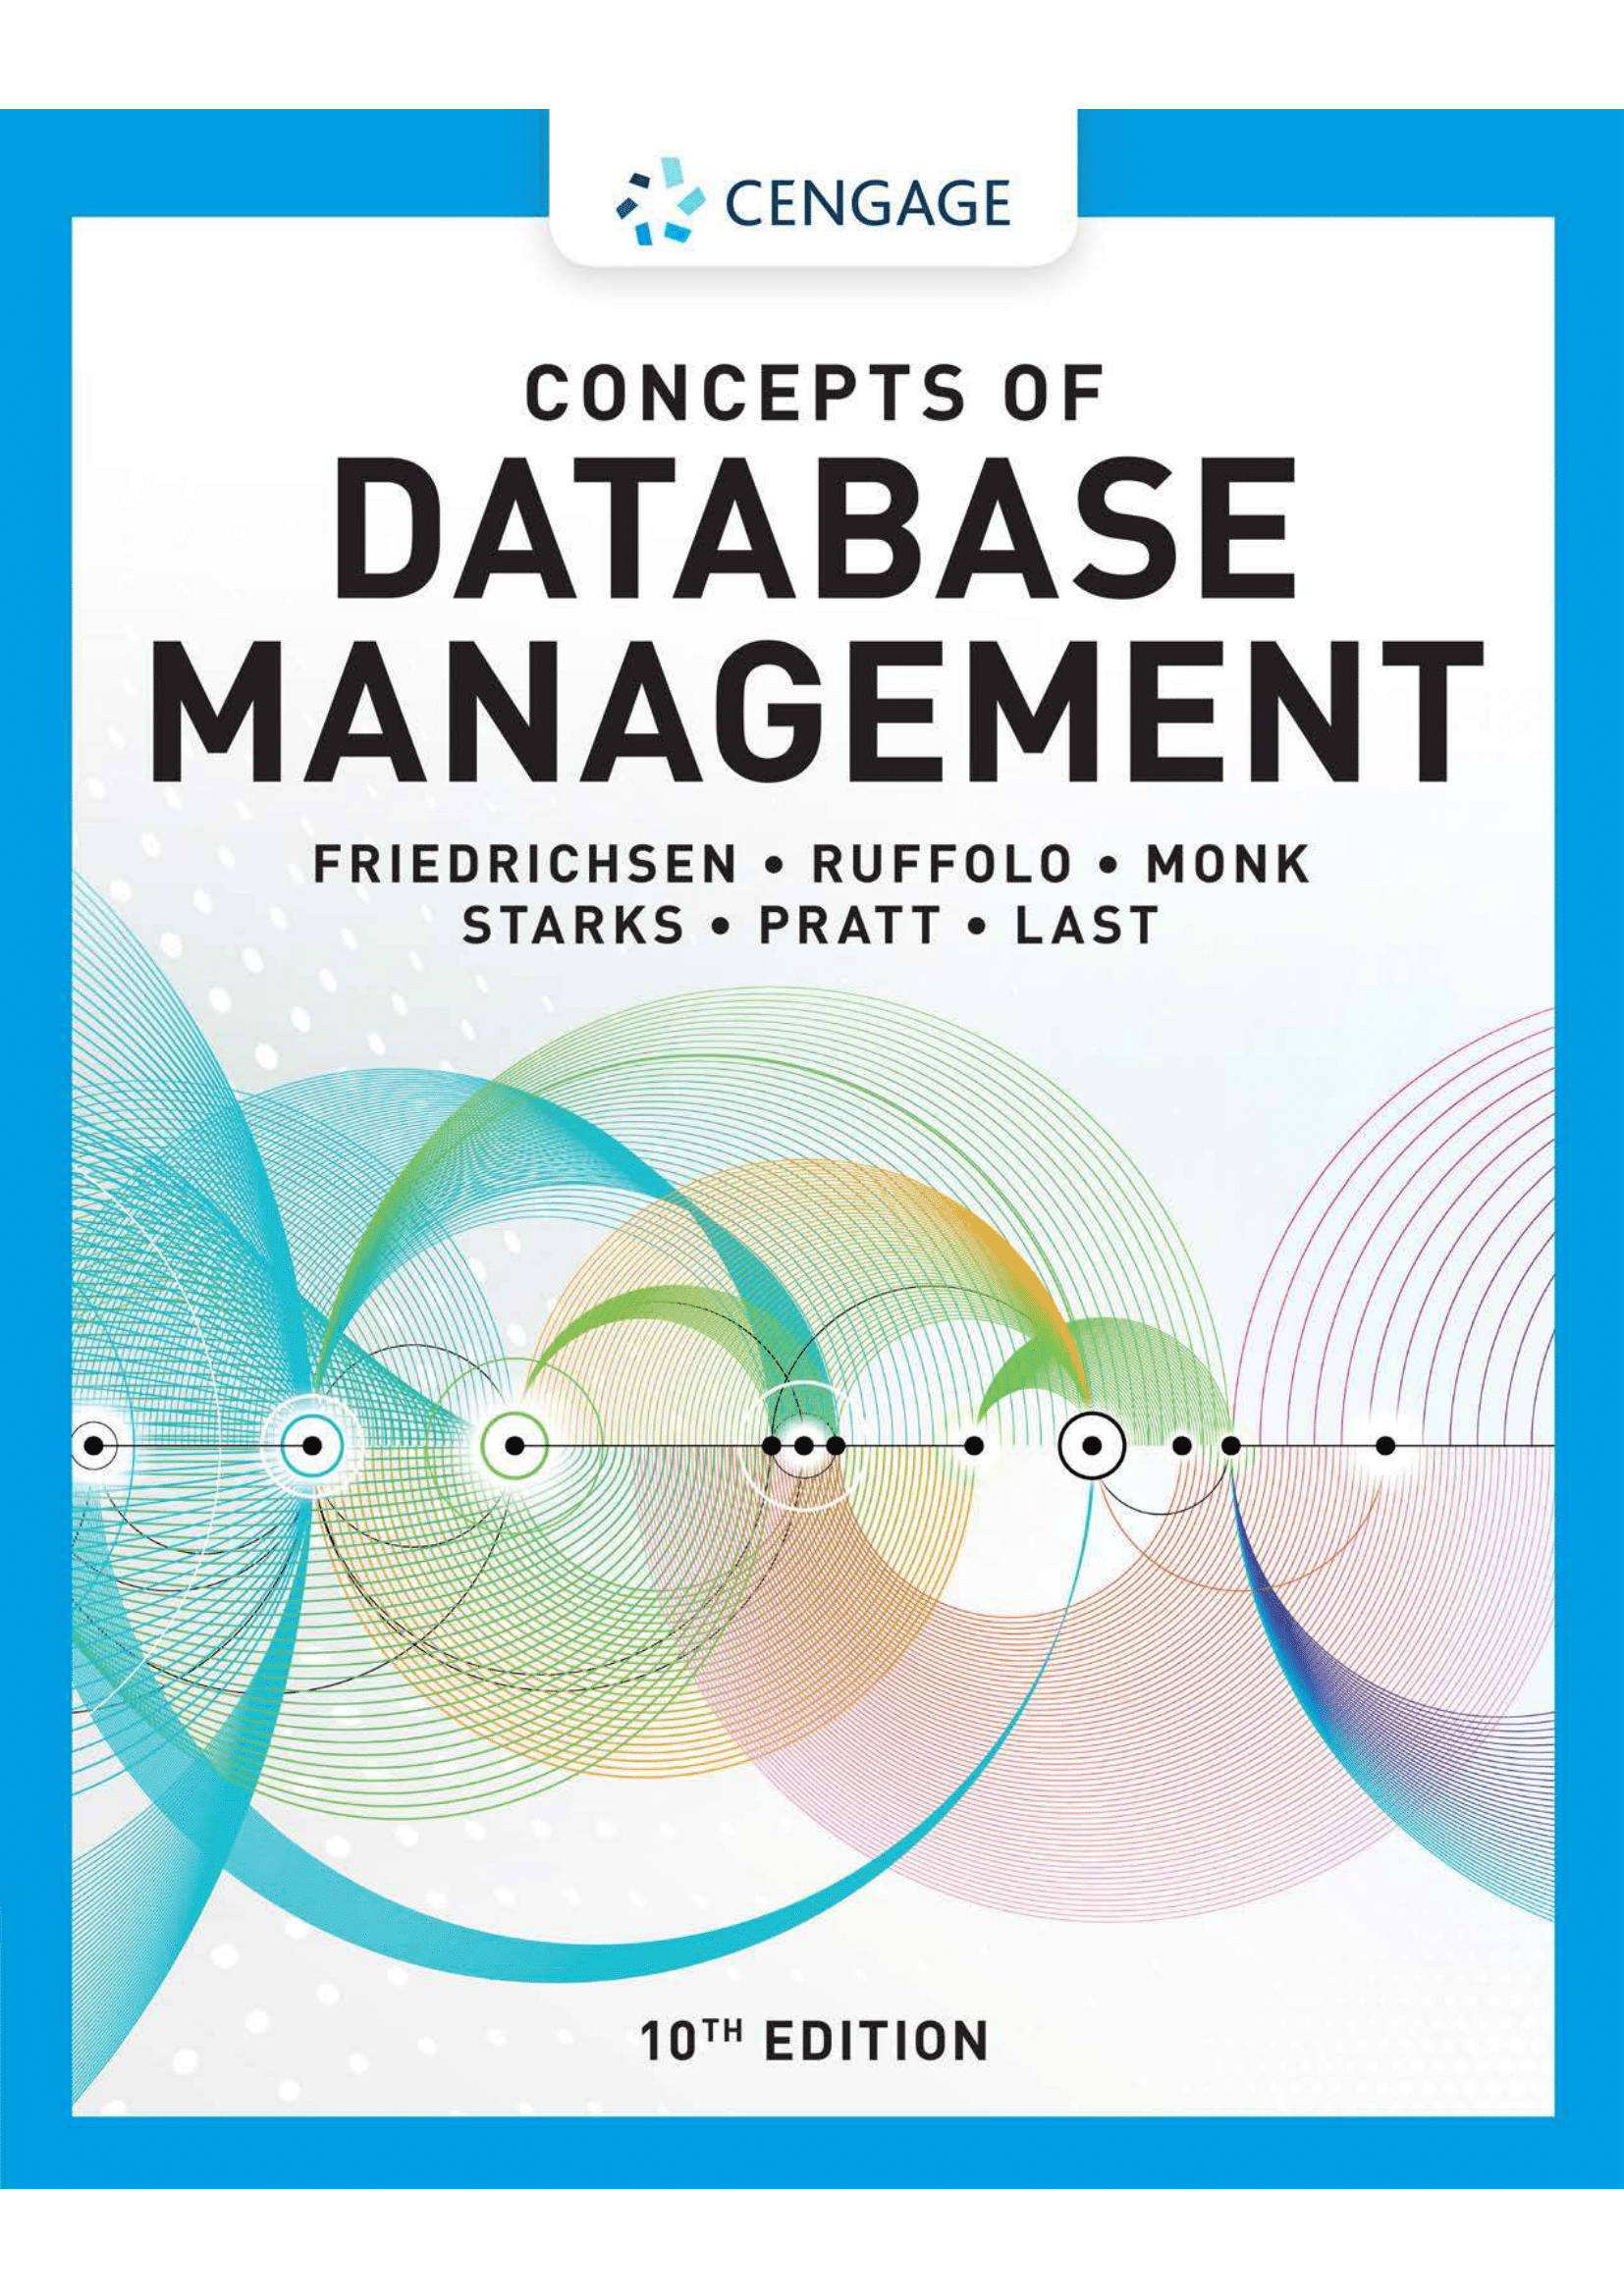 CENGAGE
CONCEPTS OF
DATABASE
MANAGEMENT
FRIEDRICHSEN • RUFFOLO • MONK
STARKS • PRATT • LAST
10TH EDITION